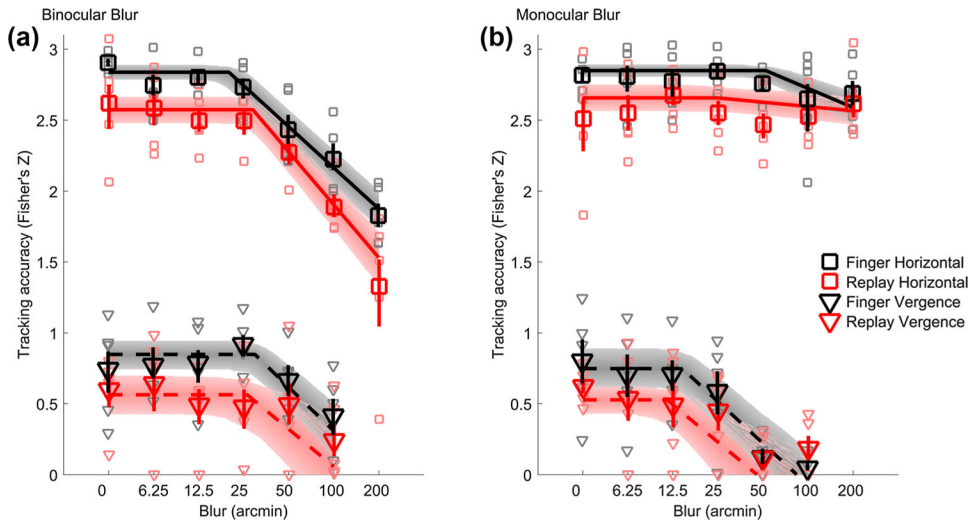 Binocular Blur
(a)
3
2.5
2
1.5
1
0.5
0
Tracking accuracy (Fisher's Z)
0 6.25 12.5 25 50 100 200
Blur (arcmin)
Monocular Blur
(b)
3
2.5
2
1.5
1
0.5
0
Tracking accuracy (Fisher's Z)
0 6.25 12.5 25 50 100 200
Blur (arcmin)
Finger Horizontal
Replay Horizontal
Finger Vergence
Replay Vergence